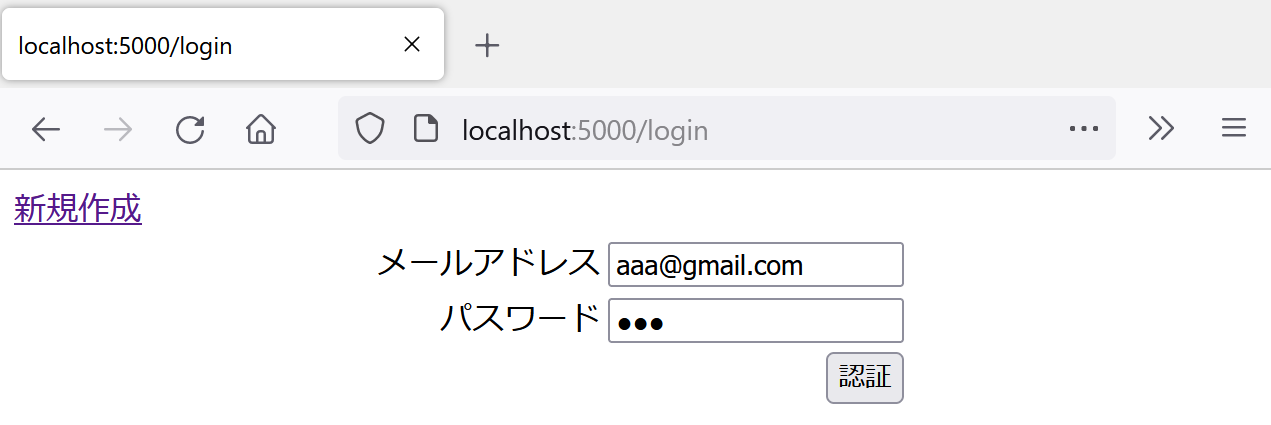 localhost:5000/login
localhost:5000/login
新規作成
メールアドレス aaa@gmail.com
パスワード ●●●
認証